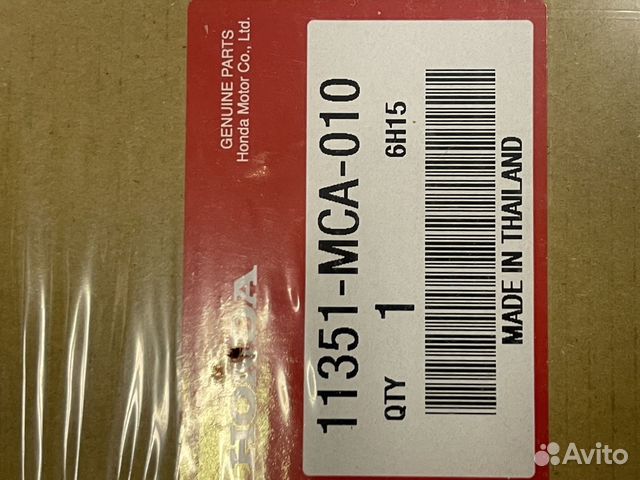 GENUINE PARTS
Honda Motor Co., Ltd.
HONDA
11351-MCA-010
QTY 1 6H15
MADE IN THAILAND
Avito